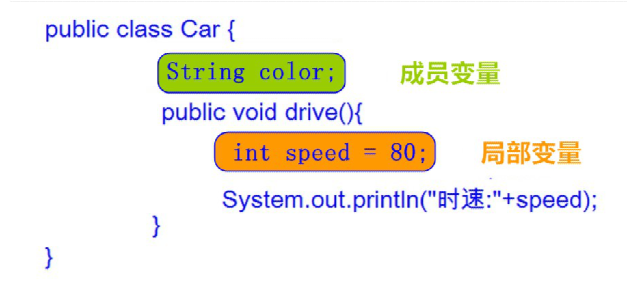 public class Car {
String color; 成员变量
public void drive(){
int speed = 80; 局部变量
System.out.println("时速:"+speed);
}
}